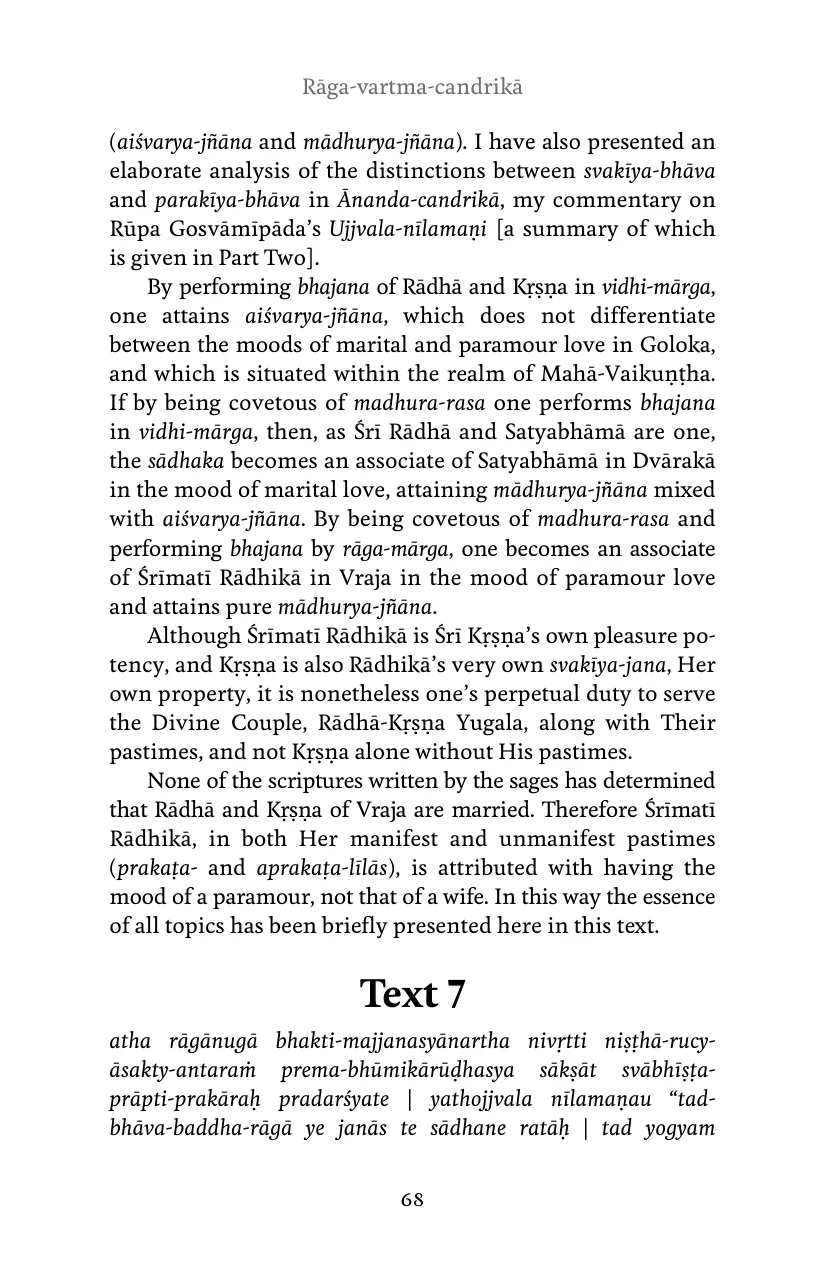 Rāga-vartma-candrikā
(aiśvarya-jñāna and mādhurya-jñāna). I have also presented an
elaborate analysis of the distinctions between svakīya-bhāva
and parakīya-bhāva in Ānanda-candrikā, my commentary on
Rūpa Gosvāmīpāda’s Ujjvala-nīlamaṇi [a summary of which
is given in Part Two].
By performing bhajana of Rādhā and Kṛṣṇa in vidhi-mārga,
one attains aiśvarya-jñāna, which does not differentiate
between the moods of marital and paramour love in Goloka,
and which is situated within the realm of Mahā-Vaikuṇṭha.
If by being covetous of madhura-rasa one performs bhajana
in vidhi-mārga, then, as Śrī Rādhā and Satyabhāmā are one,
the sādhaka becomes an associate of Satyabhāmā in Dvārakā
in the mood of marital love, attaining mādhurya-jñāna mixed
with aiśvarya-jñāna. By being covetous of madhura-rasa and
performing bhajana by rāga-mārga, one becomes an associate
of Śrīmatī Rādhikā in Vraja in the mood of paramour love
and attains pure mādhurya-jñāna.
Although Śrīmatī Rādhikā is Śrī Kṛṣṇa’s own pleasure po-
tency, and Kṛṣṇa is also Rādhikā’s very own svakīya-jana, Her
own property, it is nonetheless one’s perpetual duty to serve
the Divine Couple, Rādhā-Kṛṣṇa Yugala, along with Their
pastimes, and not Kṛṣṇa alone without His pastimes.
None of the scriptures written by the sages has determined
that Rādhā and Kṛṣṇa of Vraja are married. Therefore Śrīmatī
Rādhikā, in both Her manifest and unmanifest pastimes
(prakaṭa- and aprakaṭa-līlās), is attributed with having the
mood of a paramour, not that of a wife. In this way the essence
of all topics has been briefly presented here in this text.
Text 7
atha rāgānugā bhakti-majjanasyānartha nivṛtti niṣṭhā-rucy-
āsakty-antaraṁ prema-bhūmikārūḍhasya sākṣāt svābhīṣṭa-
prāpti-prakāraḥ pradarśyate | yathojjvala nīlamaṇau “tad-
bhāva-baddha-rāgā ye janās te sādhane ratāḥ | tad yogyam
68